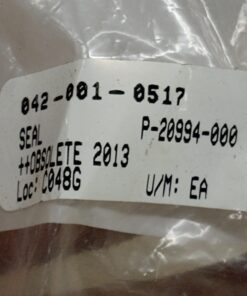 042-001-0517
SEAL P-20994-000
++OBSOLETE 2013
Loc: C048G U/M: EA